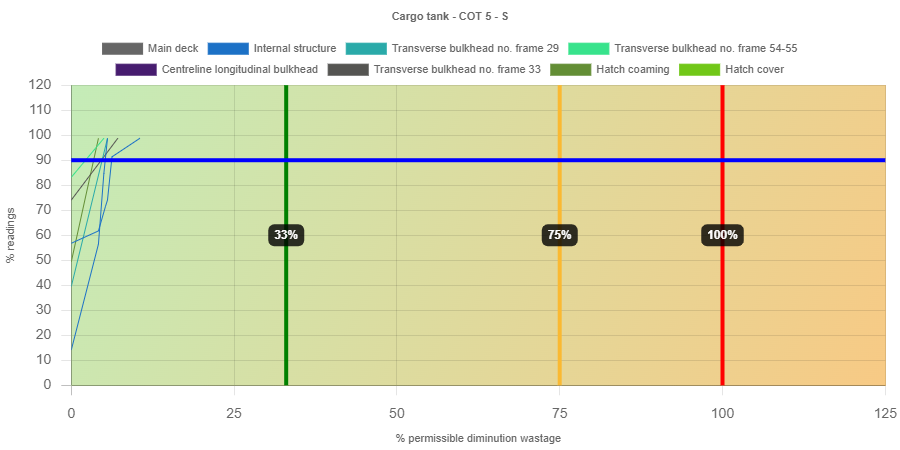 Cargo tank - COT 5 - S
Main deck Internal structure Transverse bulkhead no. frame 29 Transverse bulkhead no. frame 54-55
Centreline longitudinal bulkhead Transverse bulkhead no. frame 33 Hatch coaming Hatch cover
120
110
100
90
80
70
60
50
40
30
20
10
0
% readings
33% 75% 100%
0 25 50 75 100 125
% permissible diminution wastage